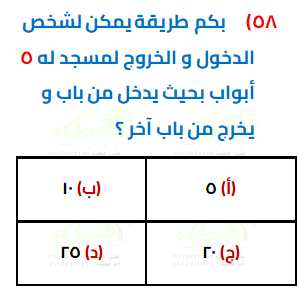 ٥٨) بكم طريقة يمكن لشخص
الدخول و الخروج لمسجد له ٥
أبواب بحيث يدخل من باب و
يخرج من باب آخر ؟
(أ) ٥
(ب) ١٠
(ج) ٢٠
(د) ٢٥